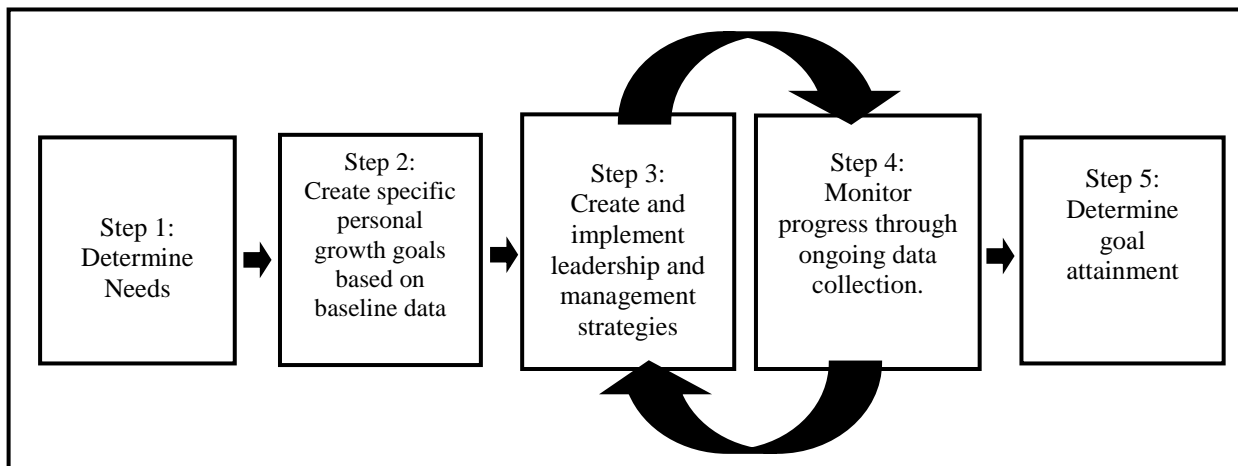 Step 1:
Determine
Needs
Step 2:
Create specific
personal
growth goals
based on
baseline data
Step 3:
Create and
implement
leadership and
management
strategies
Step 4:
Monitor
progress through
ongoing data
collection.
Step 5:
Determine
goal
attainment